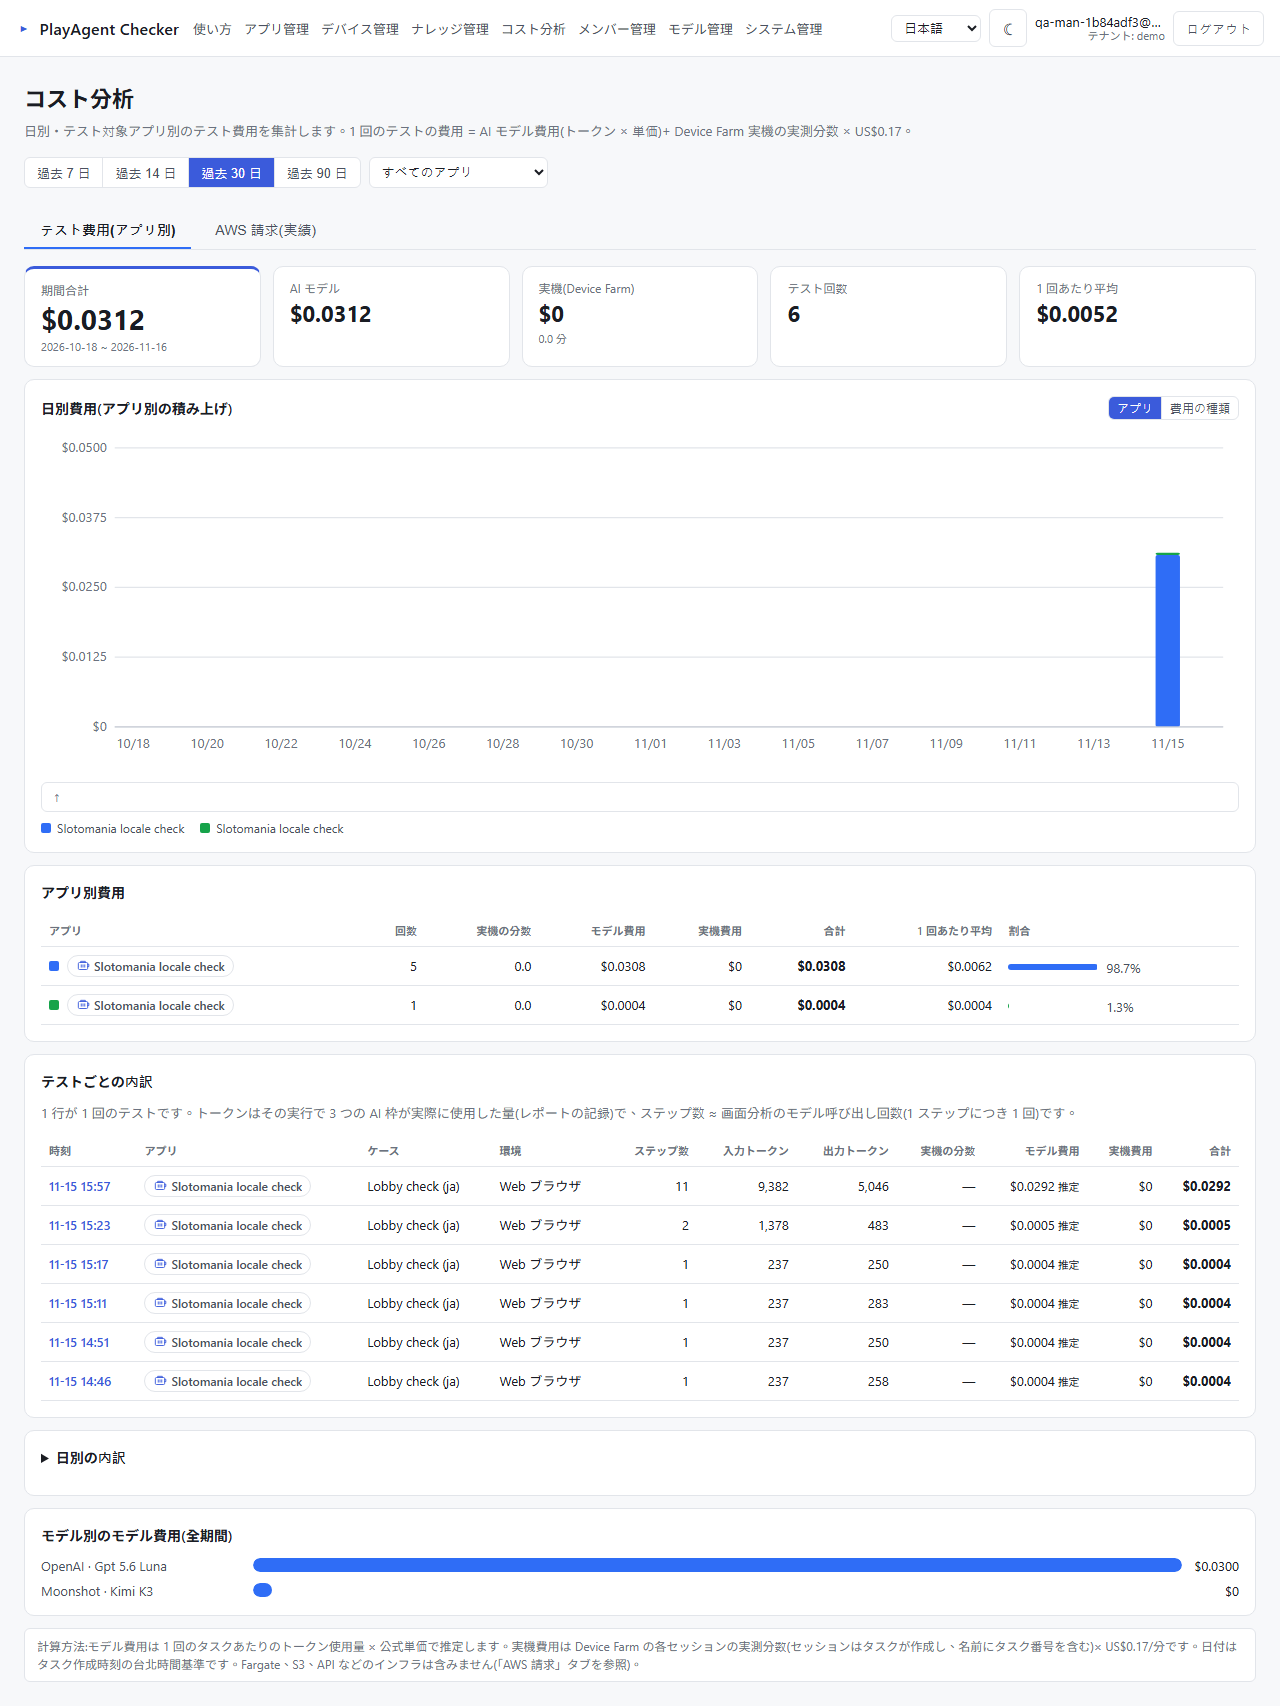 PlayAgent Checker 使い方 アプリ管理 デバイス管理 ナレッジ管理 コスト分析 メンバー管理 モデル管理 システム管理 日本語 qa-man-1b84adf3@... ログアウト
テナント: demo
コスト分析
日別・テスト対象アプリ別のテスト費用を集計します。1 回のテストの費用 = AI モデル費用(トークン × 単価)+ Device Farm 実機の実測分数 × US$0.17。
過去 7 日 過去 14 日 過去 30 日 過去 90 日 すべてのアプリ
テスト費用(アプリ別) AWS 請求(実績)
期間合計
$0.0312
2026-10-18 ~ 2026-11-16
AI モデル
$0.0312
実機(Device Farm)
$0
0.0 分
テスト回数
6
1 回あたり平均
$0.0052
日別費用(アプリ別の積み上げ) アプリ 費用の種類
$0.0500
$0.0375
$0.0250
$0.0125
$0
10/18 10/20 10/22 10/24 10/26 10/28 10/30 11/01 11/03 11/05 11/07 11/09 11/11 11/13 11/15
↑
Slotomania locale check Slotomania locale check
アプリ別費用
アプリ 回数 実機の分数 モデル費用 実機費用 合計 1 回あたり平均 割合
Slotomania locale check 5 0.0 $0.0308 $0 $0.0308 $0.0062 98.7%
Slotomania locale check 1 0.0 $0.0004 $0 $0.0004 $0.0004 1.3%
テストごとの内訳
1 行が 1 回のテストです。トークンはその実行で 3 つの AI 枠が実際に使用した量(レポートの記録)で、ステップ数 ≈ 画面分析のモデル呼び出し回数(1 ステップにつき 1 回)です。
時刻 アプリ ケース 環境 ステップ数 入力トークン 出力トークン 実機の分数 モデル費用 実機費用 合計
11-15 15:57 Slotomania locale check Lobby check (ja) Web ブラウザ 11 9,382 5,046 — $0.0292 推定 $0 $0.0292
11-15 15:23 Slotomania locale check Lobby check (ja) Web ブラウザ 2 1,378 483 — $0.0005 推定 $0 $0.0005
11-15 15:17 Slotomania locale check Lobby check (ja) Web ブラウザ 1 237 250 — $0.0004 推定 $0 $0.0004
11-15 15:11 Slotomania locale check Lobby check (ja) Web ブラウザ 1 237 283 — $0.0004 推定 $0 $0.0004
11-15 14:51 Slotomania locale check Lobby check (ja) Web ブラウザ 1 237 250 — $0.0004 推定 $0 $0.0004
11-15 14:46 Slotomania locale check Lobby check (ja) Web ブラウザ 1 237 258 — $0.0004 推定 $0 $0.0004
▶ 日別の内訳
モデル別のモデル費用(全期間)
OpenAI · Gpt 5.6 Luna $0.0300
Moonshot · Kimi K3 $0
計算方法:モデル費用は 1 回のタスクあたりのトークン使用量 × 公式単価で推定します。実機費用は Device Farm の各セッションの実測分数(セッションはタスクが作成し、名前にタスク番号を含む)× US$0.17/分です。日付は
タスク作成時刻の台北時間基準です。Fargate、S3、API などのインフラは含みません(「AWS 請求」タブを参照)。